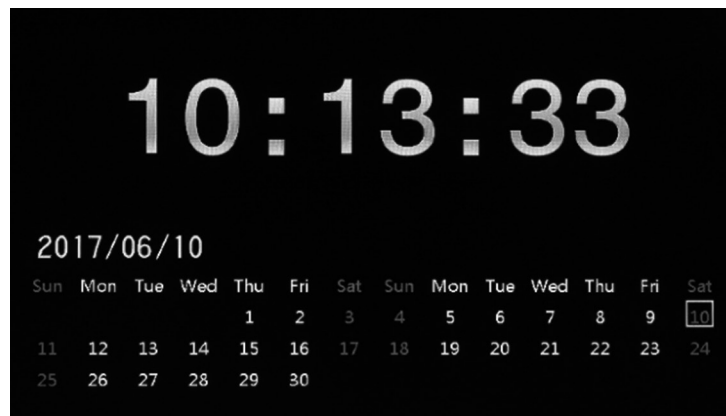 10:13:33
2017/06/10
Sun Mon Tue Wed Thu Fri Sat Sun Mon Tue Wed Thu Fri Sat
1 2 3 4 5 6 7 8 9 10
11 12 13 14 15 16 17 18 19 20 21 22 23 24
25 26 27 28 29 30